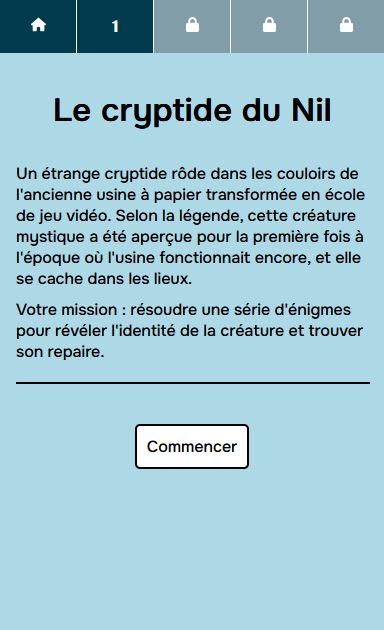 1
Le cryptide du Nil
Un étrange cryptide rôde dans les couloirs de
l'ancienne usine à papier transformée en école
de jeu vidéo. Selon la légende, cette créature
mystique a été aperçue pour la première fois à
l'époque où l'usine fonctionnait encore, et elle
se cache dans les lieux.
Votre mission : résoudre une série d'énigmes
pour révéler l'identité de la créature et trouver
son repaire.
Commencer